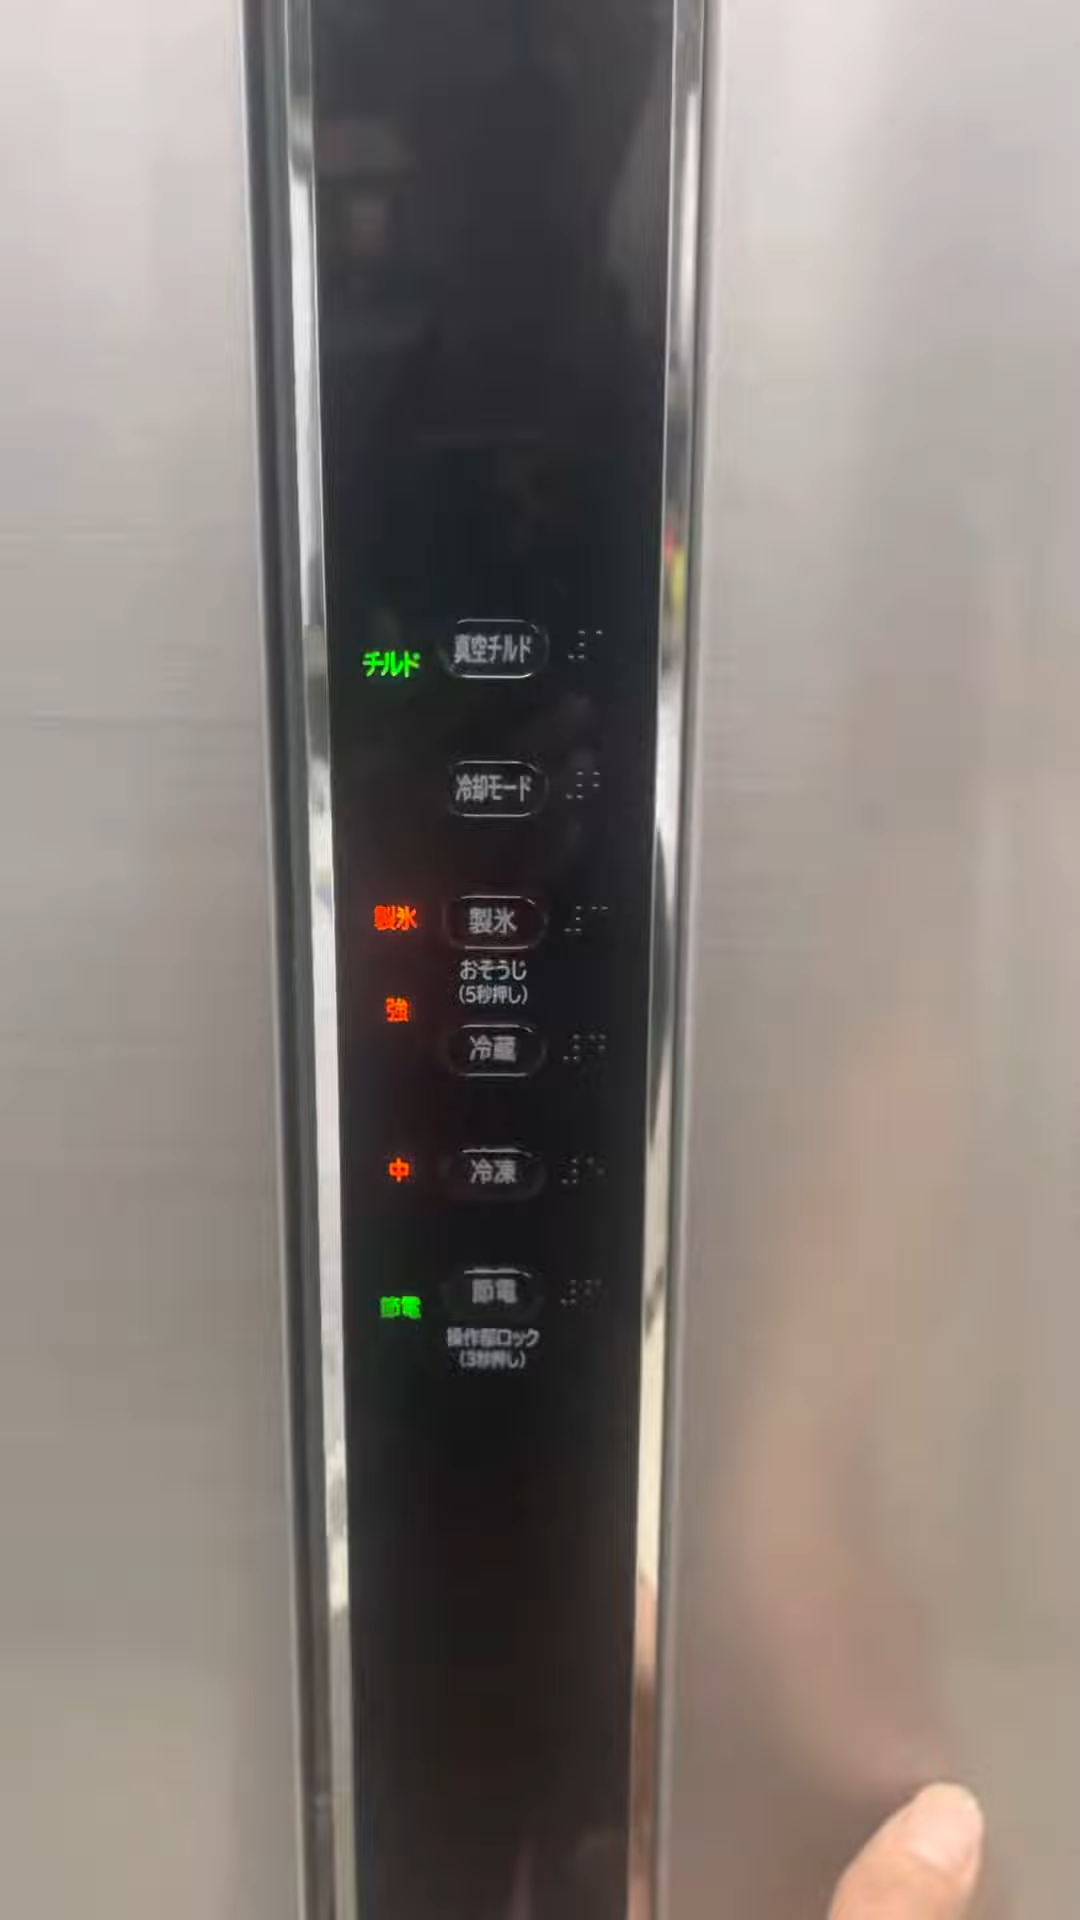 チルド 真空チルド
冷却モード
製氷 製氷
おそうじ
(5秒押し)
強 冷蔵
中 冷凍
節電 節電
操作部ロック
(3秒押し)